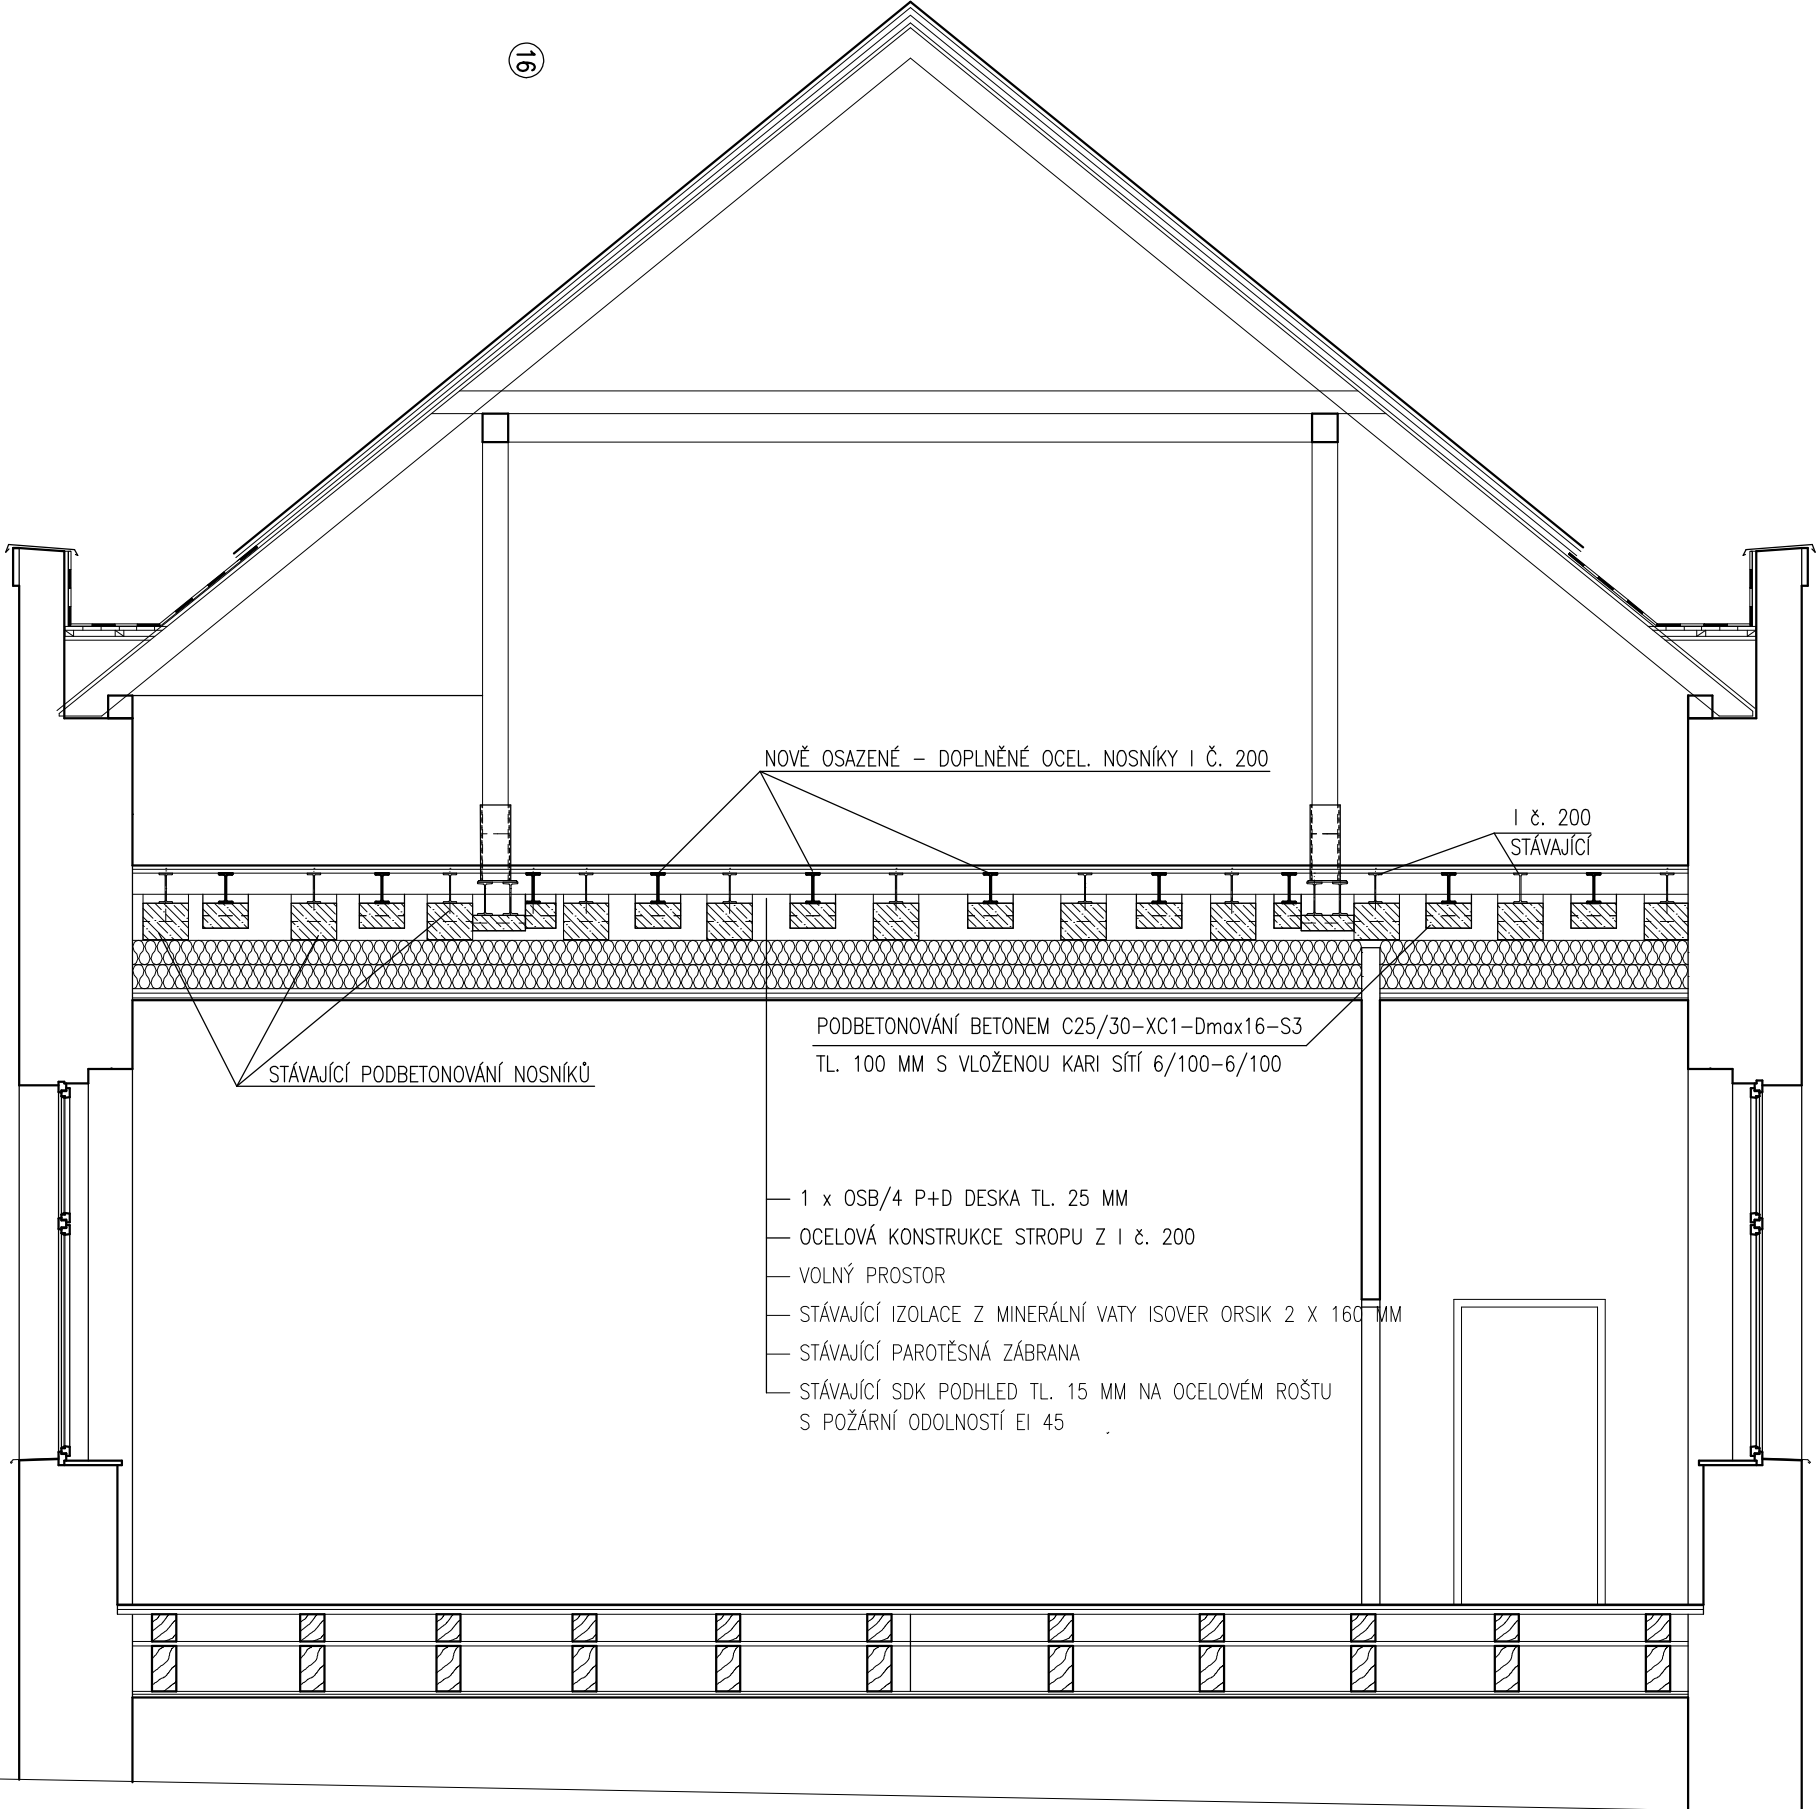 16
NOVĚ OSAZENÉ – DOPLNĚNÉ OCEL. NOSNÍKY I Č. 200
I č. 200
STÁVAJÍCÍ
PODBETONOVÁNÍ BETONEM C25/30–XC1–Dmax16–S3
TL. 100 MM S VLOŽENOU KARI SÍTÍ 6/100–6/100
STÁVAJÍCÍ PODBETONOVÁNÍ NOSNÍKŮ
1 x OSB/4 P+D DESKA TL. 25 MM
OCELOVÁ KONSTRUKCE STROPU Z I č. 200
VOLNÝ PROSTOR
STÁVAJÍCÍ IZOLACE Z MINERÁLNÍ VATY ISOVER ORSIK 2 X 160 MM
STÁVAJÍCÍ PAROTĚSNÁ ZÁBRANA
STÁVAJÍCÍ SDK PODHLED TL. 15 MM NA OCELOVÉM ROŠTU
S POŽÁRNÍ ODOLNOSTÍ EI 45